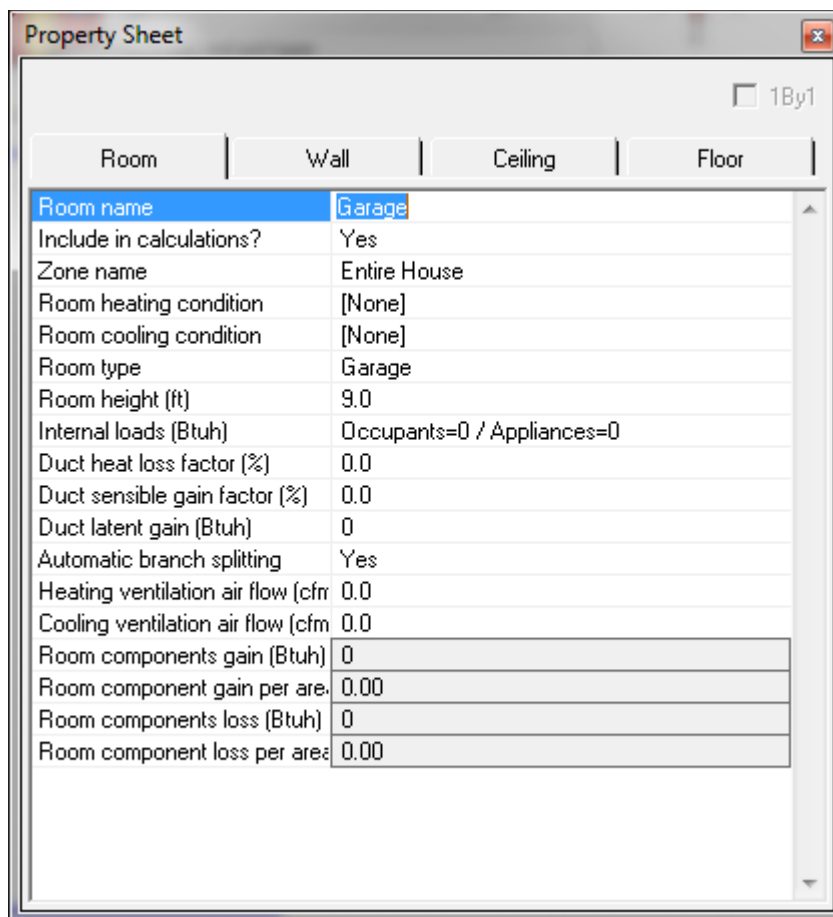 Property Sheet
1By1
Room Wall Ceiling Floor
Room name Garage
Include in calculations? Yes
Zone name Entire House
Room heating condition [None]
Room cooling condition [None]
Room type Garage
Room height (ft) 9.0
Internal loads (Btuh) Occupants=0 / Appliances=0
Duct heat loss factor (%) 0.0
Duct sensible gain factor (%) 0.0
Duct latent gain (Btuh) 0
Automatic branch splitting Yes
Heating ventilation air flow (cfm 0.0
Cooling ventilation air flow (cfm 0.0
Room components gain (Btuh) 0
Room component gain per are 0.00
Room components loss (Btuh) 0
Room component loss per area 0.00